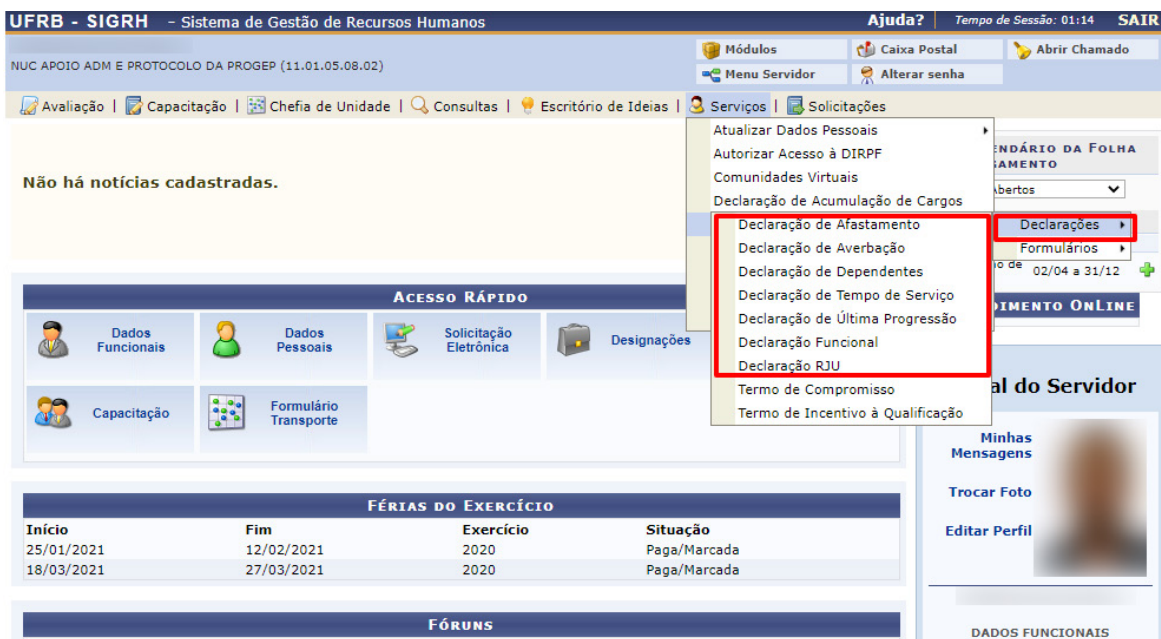 UFRB - SIGRH - Sistema de Gestão de Recursos Humanos
Ajuda? Tempo de Sessão: 01:14 SAIR
NUC APOIO ADM E PROTOCOLO DA PROGEP (11.01.05.08.02)
Módulos
Caixa Postal
Abrir Chamado
Menu Servidor
Alterar senha
Avaliação | Capacitação | Chefia de Unidade | Consultas | Escritório de Ideias | Serviços | Solicitações
Atualizar Dados Pessoais
Autorizar Acesso à DIRPF
Comunidades Virtuais
Declaração de Acumulação de Cargos
Declaração de Afastamento
Declaração de Averbação
Declaração de Dependentes
Declaração de Tempo de Serviço
Declaração de Última Progressão
Declaração Funcional
Declaração RJU
Termo de Compromisso
Termo de Incentivo à Qualificação
Declarações
Formulários
NDÁRIO DA FOLHA
AMENTO
Abertos
02/04 a 31/12
DIMENTO ONLINE
Não há notícias cadastradas.
ACESSO RÁPIDO
Dados
Funcionais
Dados
Pessoais
Solicitação
Eletrônica
Designações
Capacitação
Formulário
Transporte
FÉRIAS DO EXERCÍCIO
Início Fim Exercício Situação
25/01/2021 12/02/2021 2020 Paga/Marcada
18/03/2021 27/03/2021 2020 Paga/Marcada
FÓRUNS
al do Servidor
Minhas
Mensagens
Trocar Foto
Editar Perfil
DADOS FUNCIONAIS